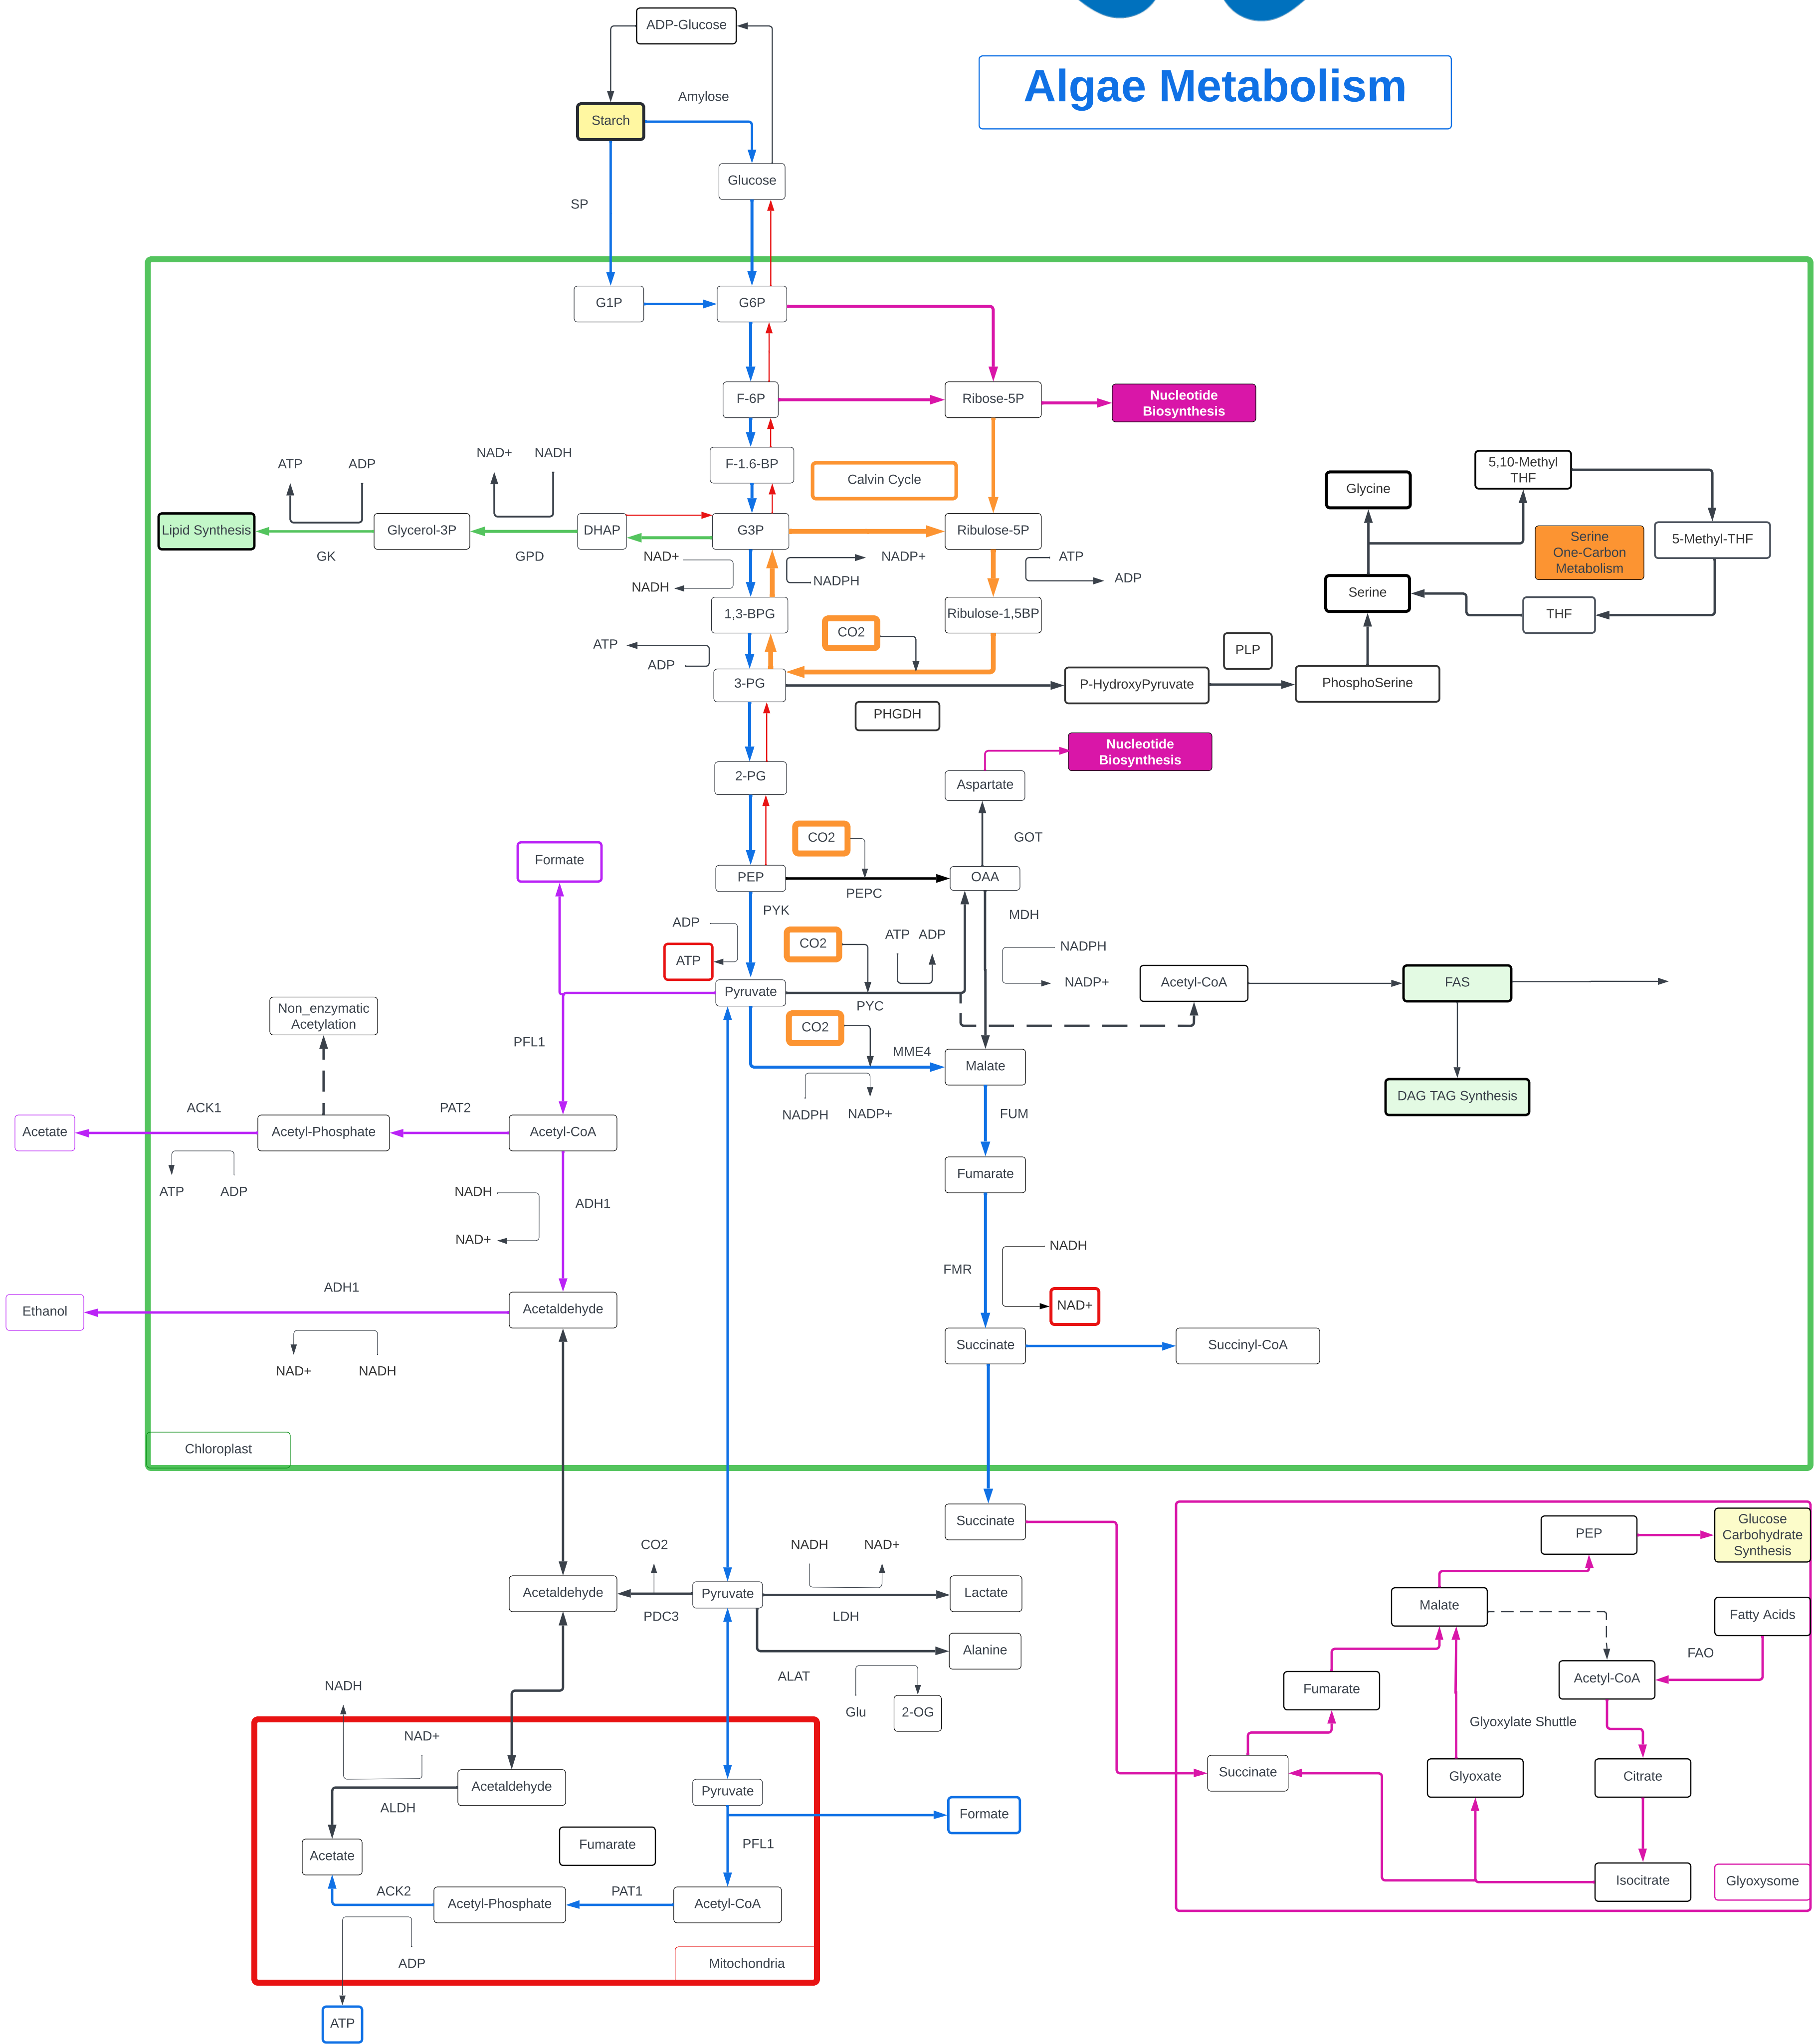 ADP-Glucose
Algae Metabolism
Amylose
Starch
Glucose
SP
G1P
G6P
F-6P
Ribose-5P
Nucleotide
Biosynthesis
F-1.6-BP
Calvin Cycle
ATP
ADP
NAD+
NADH
Lipid Synthesis
GK
Glycerol-3P
GPD
DHAP
G3P
Ribulose-5P
NAD+
NADH
NADP+
NADPH
ATP
ADP
Glycine
5,10-Methyl
THF
Serine
One-Carbon
Metabolism
5-Methyl-THF
Serine
THF
1,3-BPG
Ribulose-1,5BP
CO2
ATP
ADP
3-PG
PLP
P-HydroxyPyruvate
PhosphoSerine
PHGDH
Nucleotide
Biosynthesis
2-PG
Aspartate
CO2
GOT
Formate
PEP
OAA
PEPC
PYK
ADP
ATP
CO2
ATP
ADP
MDH
NADPH
NADP+
Acetyl-CoA
FAS
Pyruvate
PYC
Non_enzymatic
Acetylation
CO2
PFL1
MME4
Malate
NADPH
NADP+
FUM
DAG TAG Synthesis
ACK1
PAT2
Acetate
Acetyl-Phosphate
Acetyl-CoA
ATP
ADP
NADH
NAD+
ADH1
Fumarate
NADH
FMR
NAD+
ADH1
Ethanol
Acetaldehyde
NAD+
NADH
Succinate
Succinyl-CoA
Chloroplast
Succinate
CO2
NADH
NAD+
Acetaldehyde
Pyruvate
Lactate
PDC3
LDH
Alanine
ALAT
Glu
2-OG
PEP
Glucose
Carbohydrate
Synthesis
Malate
Fatty Acids
FAO
Acetyl-CoA
Fumarate
Glyoxylate Shuttle
Succinate
Glyoxate
Citrate
Isocitrate
Glyoxysome
NADH
NAD+
Acetaldehyde
Pyruvate
ALDH
Formate
Fumarate
PFL1
Acetate
ACK2
Acetyl-Phosphate
PAT1
Acetyl-CoA
ADP
Mitochondria
ATP